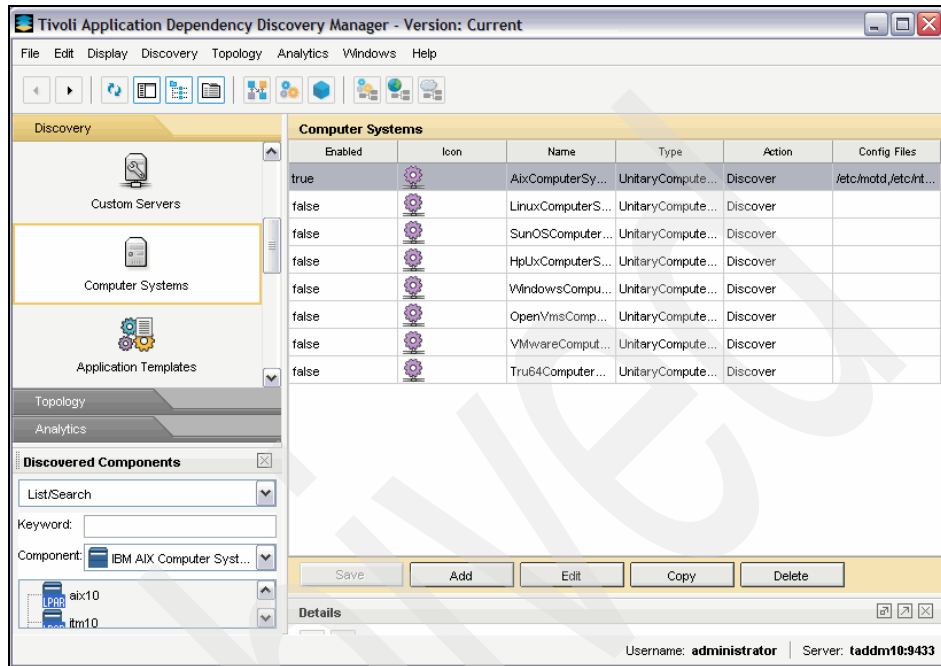 Tivoli Application Dependency Discovery Manager - Version: Current
File Edit Display Discovery Topology Analytics Windows Help
Discovery
Custom Servers
Computer Systems
Application Templates
Topology
Analytics
Discovered Components
List/Search
Keyword:
Component: IBM AIX Computer Syst...
LPAR aix10
LPAR itm10
Computer Systems
Enabled Icon Name Type Action Config Files
true AixComputerSy... UnitaryCompute... Discover /etc/motd,/etc/nt...
false LinuxComputerS... UnitaryCompute... Discover
false SunOSComputer... UnitaryCompute... Discover
false HpUxComputerS... UnitaryCompute... Discover
false WindowsCompu... UnitaryCompute... Discover
false OpenVmsComp... UnitaryCompute... Discover
false VMwareComput... UnitaryCompute... Discover
false Tru64Computer... UnitaryCompute... Discover
Save Add Edit Copy Delete
Details
Username: administrator Server: taddm10:9433